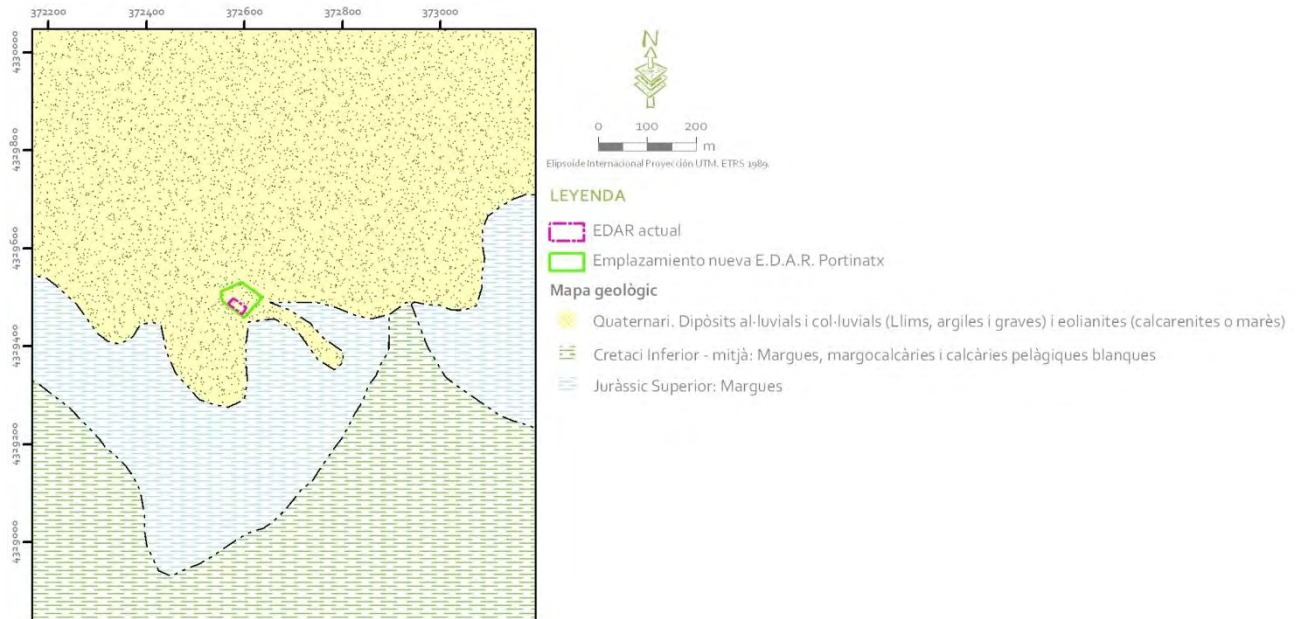 372200 372400 372600 372800 373000
4330000
4329800
4329600
4329400
4329200
4329000
N
0 100 200
m
Elipsoide Internacional Proyección UTM. ETRS 1989.
LEYENDA
EDAR actual
Emplazamiento nueva E.D.A.R. Portinatx
Mapa geològic
Quaternari. Dipòsits al·luvials i col·luvials (Llims, argiles i graves) i eolianites (calcarenites o marès)
Cretaci Inferior - mitjà: Margues, margocalcàries i calcàries pelàgiques blanques
Juràssic Superior: Margues